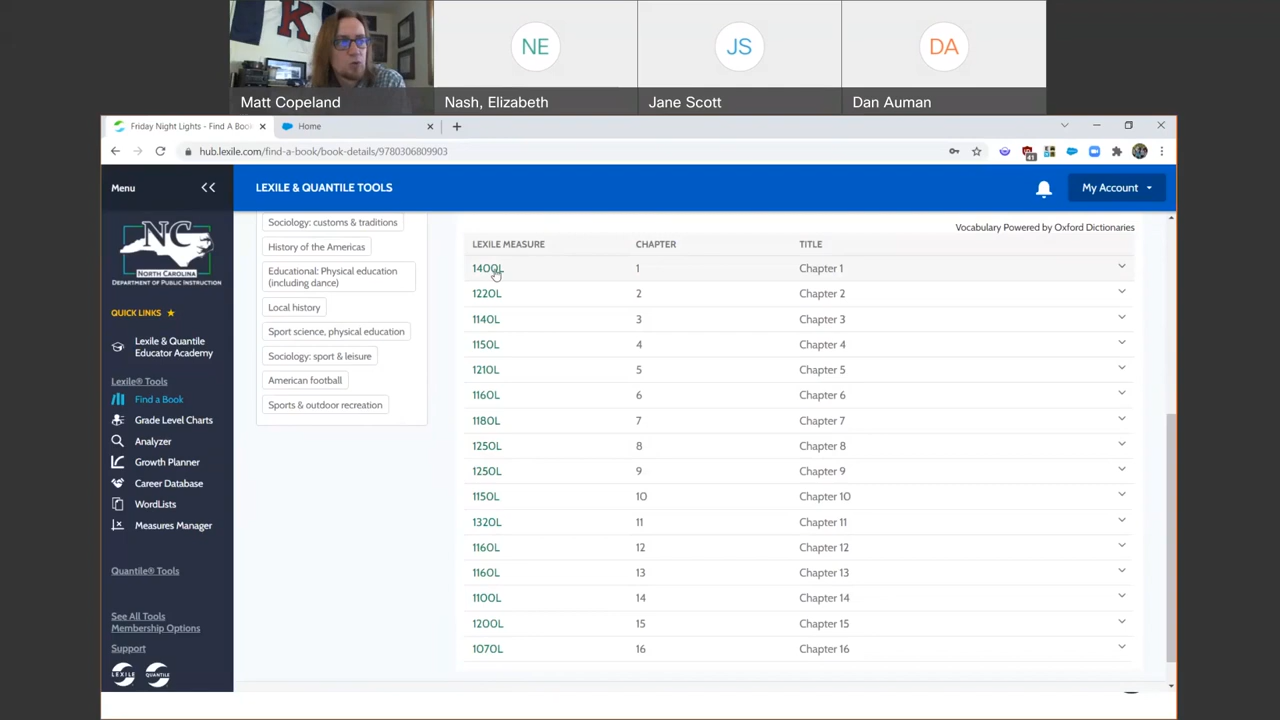 K
NE
JS
DA
Matt Copeland
Nash, Elizabeth
Jane Scott
Dan Auman
Friday Night Lights - Find A Boo
Home
hub.lexile.com/find-a-book/book-details/9780306809903
41
Menu
LEXILE & QUANTILE TOOLS
My Account
NC
NORTH CAROLINA
DEPARTMENT OF PUBLIC INSTRUCTION
QUICK LINKS
Lexile & Quantile
Educator Academy
Lexile® Tools
Find a Book
Grade Level Charts
Analyzer
Growth Planner
Career Database
WordLists
Measures Manager
Quantile® Tools
See All Tools
Membership Options
Support
LEXILE QUANTILE
Sociology: customs & traditions
History of the Americas
Educational: Physical education
(including dance)
Local history
Sport science, physical education
Sociology: sport & leisure
American football
Sports & outdoor recreation
Vocabulary Powered by Oxford Dictionaries
LEXILE MEASURE CHAPTER TITLE
1400L 1 Chapter 1
1220L 2 Chapter 2
1140L 3 Chapter 3
1150L 4 Chapter 4
1210L 5 Chapter 5
1160L 6 Chapter 6
1180L 7 Chapter 7
1250L 8 Chapter 8
1250L 9 Chapter 9
1150L 10 Chapter 10
1320L 11 Chapter 11
1160L 12 Chapter 12
1160L 13 Chapter 13
1100L 14 Chapter 14
1200L 15 Chapter 15
1070L 16 Chapter 16